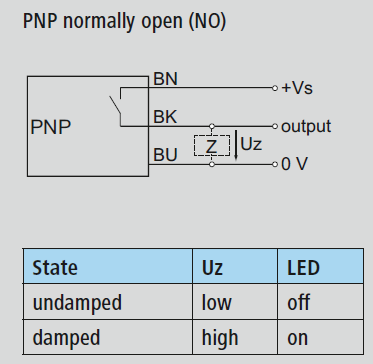 PNP normally open (NO)
BN
+Vs
PNP
BK
output
Z
Uz
BU
0 V
State Uz LED
undamped low off
damped high on